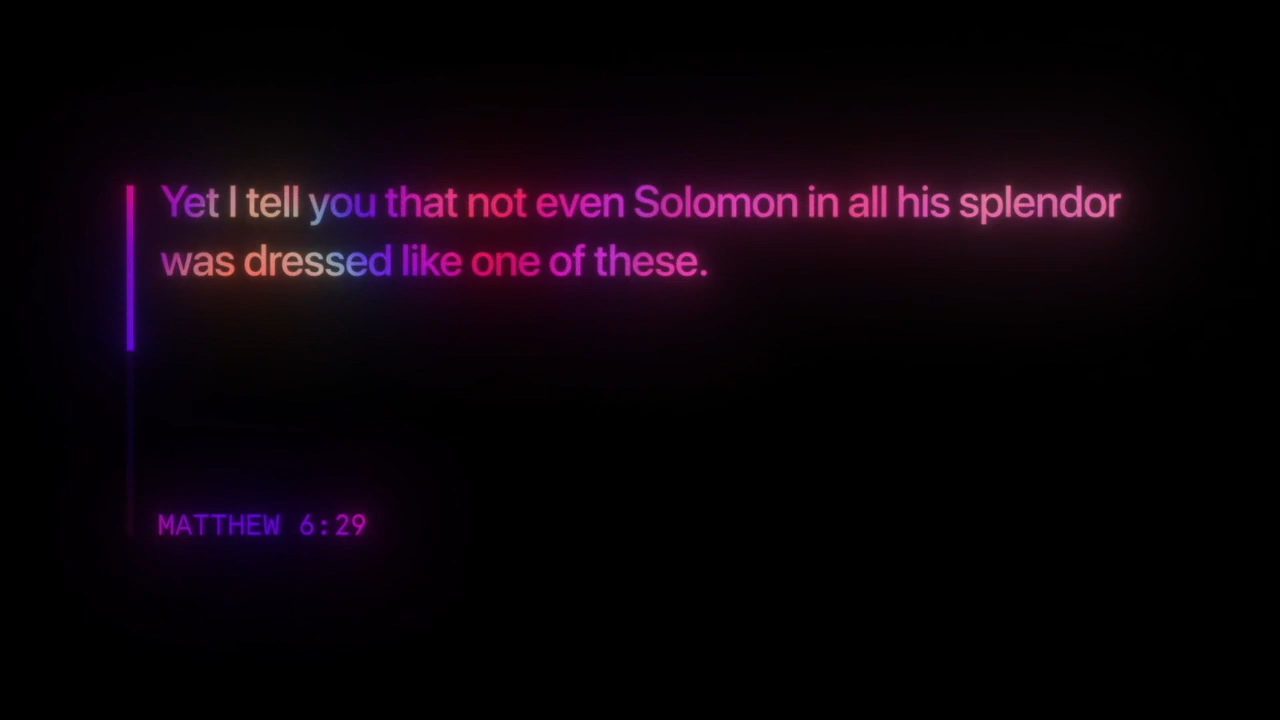 Yet I tell you that not even Solomon in all his splendor
was dressed like one of these.
MATTHEW 6:29